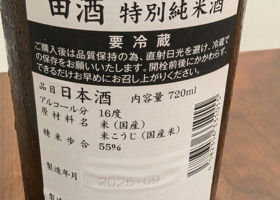 田酒 特別純米酒
要冷蔵
ご購入後は品質保持の為、直射日光を避け、冷蔵で
の保存をお願いいたします。開栓前後にかかわらず、
できるだけお早めにお召し上がりください。
品目 日本酒 内容量 720ml
アルコール分 16度
原材料名 米(国産)
米こうじ(国産米)
精米歩合 55%
製造年月 2025-09